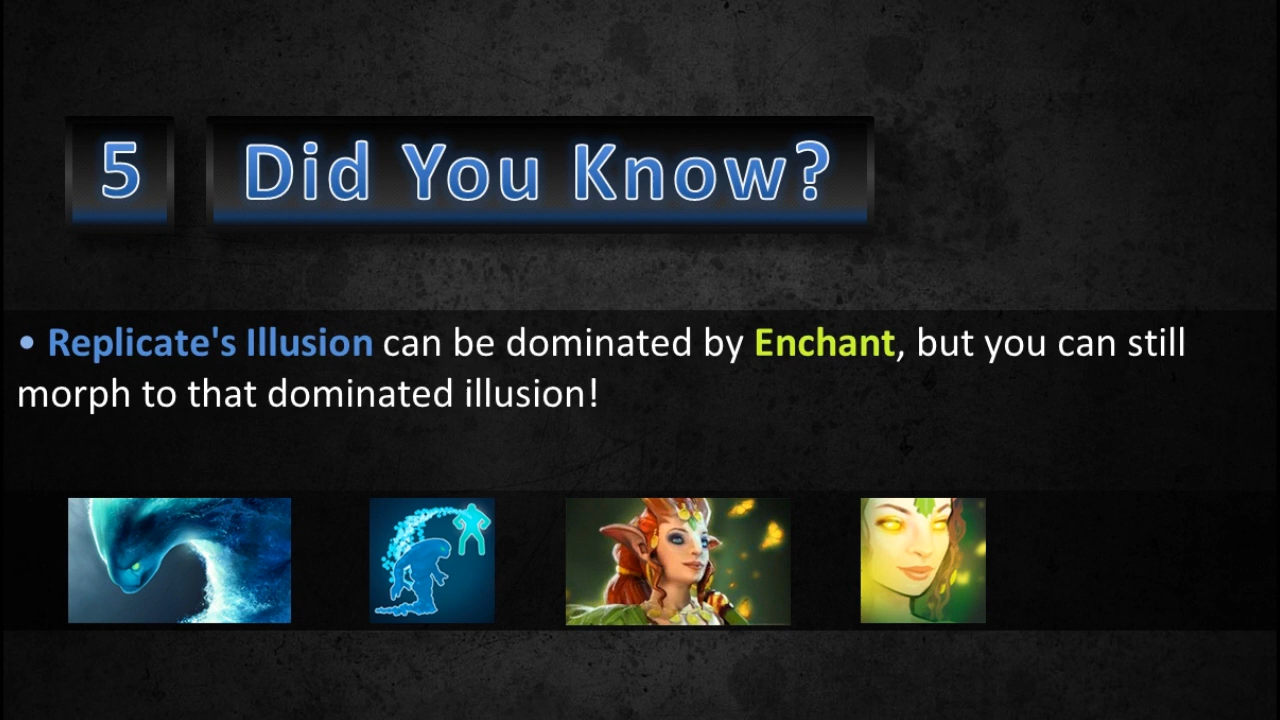 5 Did You Know?
• Replicate's Illusion can be dominated by Enchant, but you can still
morph to that dominated illusion!